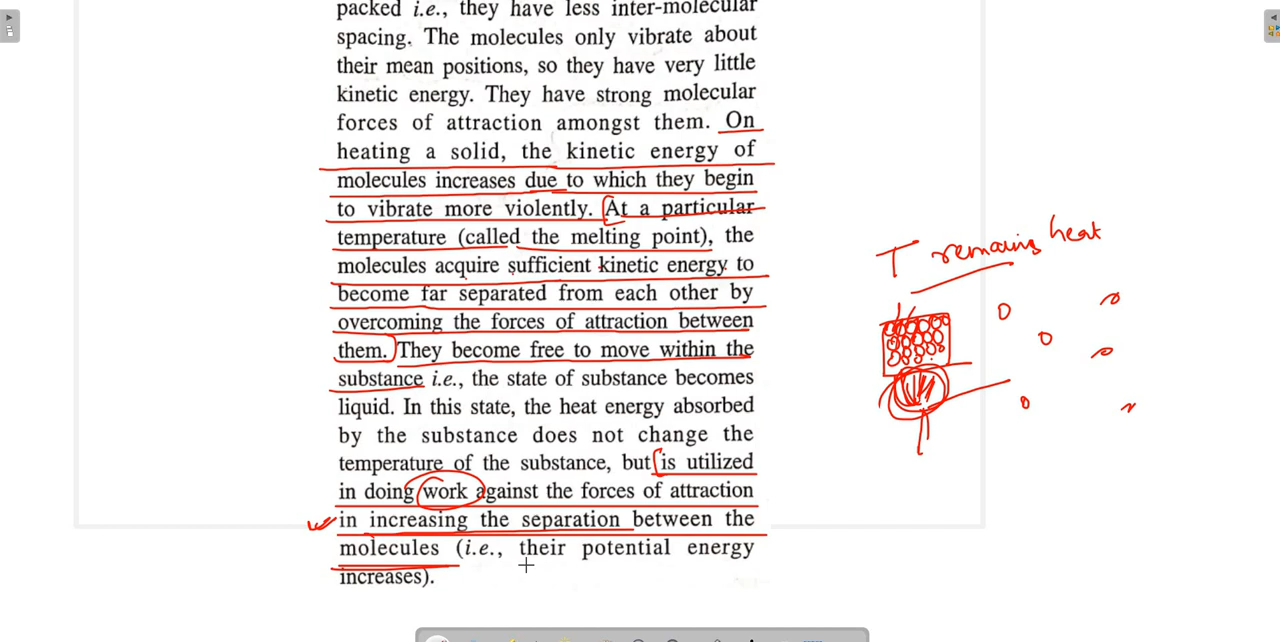 packed i.e., they have less inter-molecular
spacing. The molecules only vibrate about
their mean positions, so they have very little
kinetic energy. They have strong molecular
forces of attraction amongst them. On
heating a solid, the kinetic energy of
molecules increases due to which they begin
to vibrate more violently. At a particular
temperature (called the melting point), the
molecules acquire sufficient kinetic energy to
become far separated from each other by
overcoming the forces of attraction between
them. They become free to move within the
substance i.e., the state of substance becomes
liquid. In this state, the heat energy absorbed
by the substance does not change the
temperature of the substance, but is utilized
in doing work against the forces of attraction
in increasing the separation between the
molecules (i.e., their potential energy
increases).
T remains heat